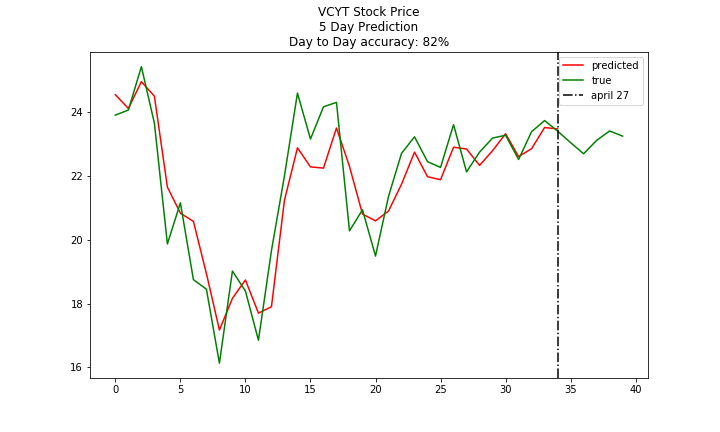 VCYT Stock Price
5 Day Prediction
Day to Day accuracy: 82%
predicted
true
april 27
24
22
20
18
16
0 5 10 15 20 25 30 35 40